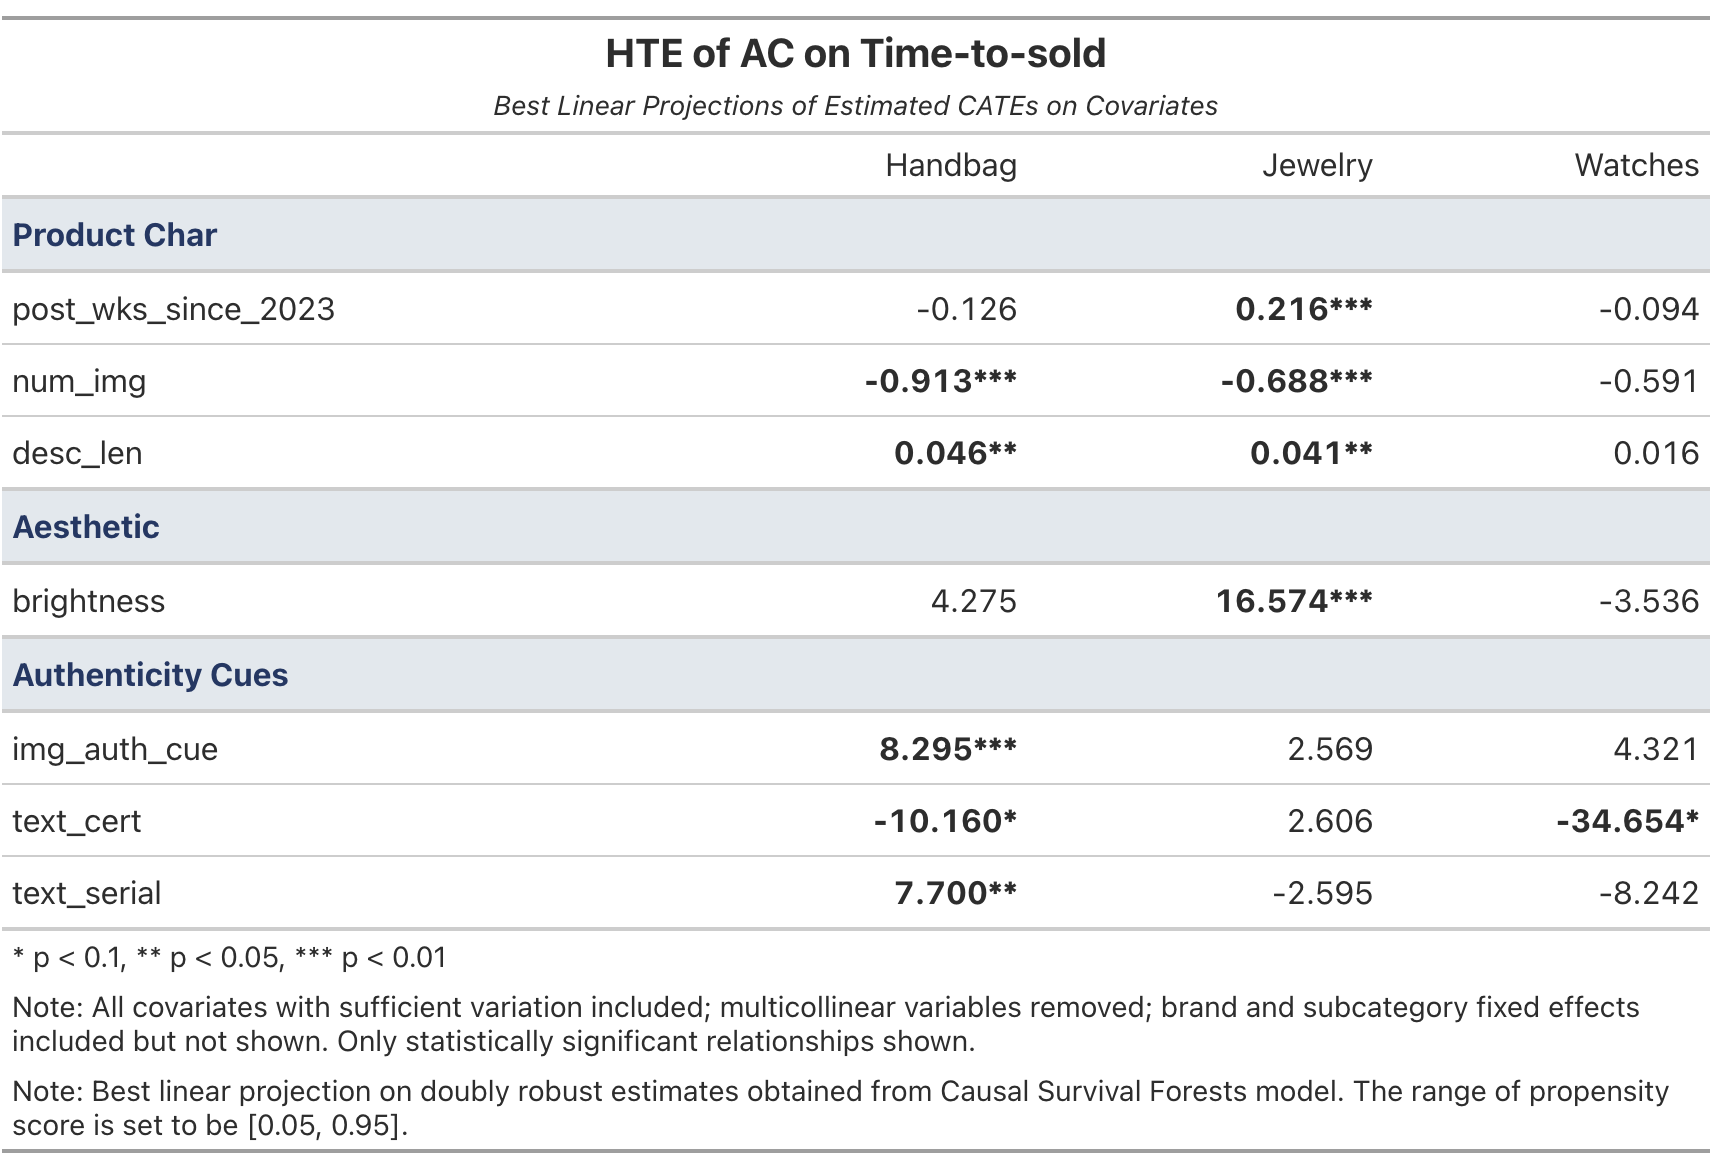 HTE of AC on Time-to-sold
Best Linear Projections of Estimated CATEs on Covariates
Handbag Jewelry Watches
Product Char
post_wks_since_2023 -0.126 0.216*** -0.094
num_img -0.913*** -0.688*** -0.591
desc_len 0.046** 0.041** 0.016
Aesthetic
brightness 4.275 16.574*** -3.536
Authenticity Cues
img_auth_cue 8.295*** 2.569 4.321
text_cert -10.160* 2.606 -34.654*
text_serial 7.700** -2.595 -8.242
* p < 0.1, ** p < 0.05, *** p < 0.01
Note: All covariates with sufficient variation included; multicollinear variables removed; brand and subcategory fixed effects
included but not shown. Only statistically significant relationships shown.
Note: Best linear projection on doubly robust estimates obtained from Causal Survival Forests model. The range of propensity
score is set to be [0.05, 0.95].